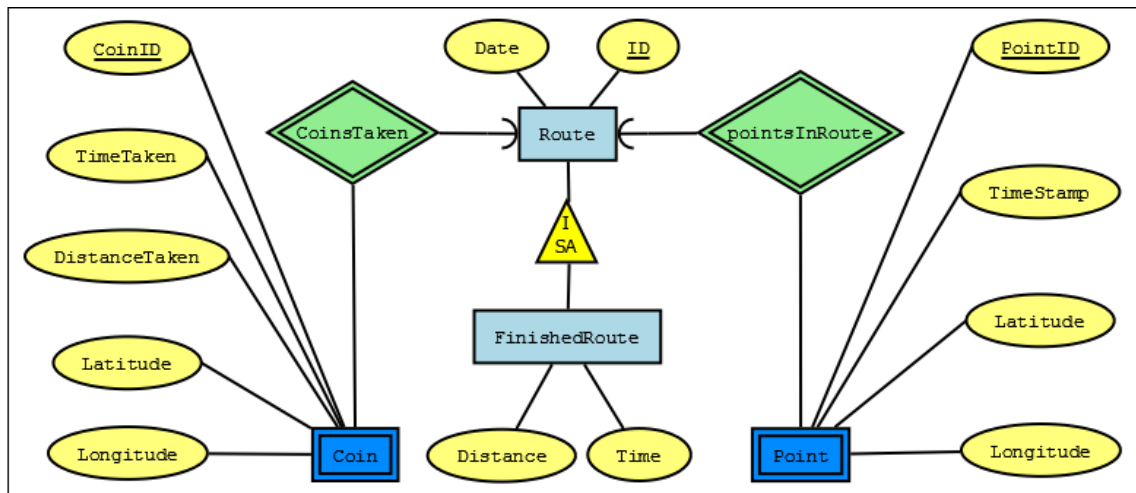 CoinID
Date
ID
PointID
CoinsTaken
Route
pointsInRoute
TimeTaken
TimeStamp
I
SA
DistanceTaken
FinishedRoute
Latitude
Latitude
Longitude
Coin
Distance
Time
Point
Longitude